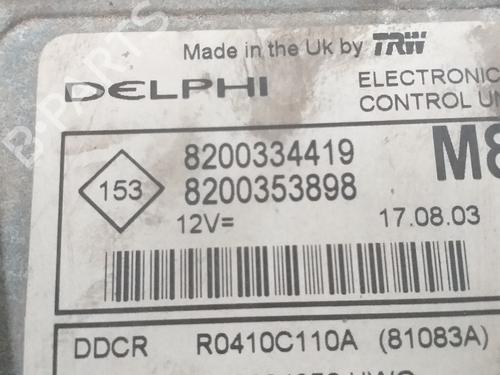 Made in the Uk by TRW
DELPHI
ELECTRONIC
CONTROL
153
8200334419
8200353898
M8
12V=
17.08.03
DDCR R0410C110A (81083A)
B-PARTS